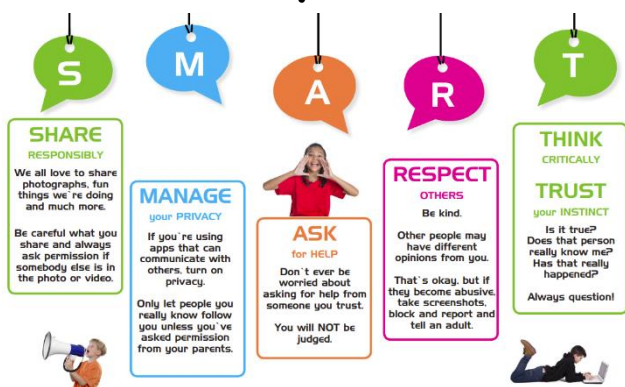 S
M
A
R
T
SHARE
RESPONSIBLY
We all love to share
photographs, fun
things we`re doing
and much more.
Be careful what you
share and always
ask permission if
somebody else is in
the photo or video.
MANAGE
your PRIVACY
If you`re using
apps that can
communicate with
others, turn on
privacy.
Only let people you
really know follow
you unless you`ve
asked permission
from your parents.
ASK
for HELP
Don`t ever be
worried about
asking for help from
someone you trust.
You will NOT be
judged.
RESPECT
OTHERS
Be kind.
Other people may
have different
opinions from you.
That`s okay, but if
they become abusive,
take screenshots,
block and report and
tell an adult.
THINK
CRITICALLY
TRUST
your INSTINCT
Is it true?
Does that person
really know me?
Has that really
happened?
Always question!